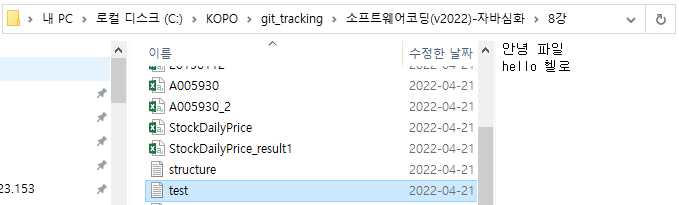 내 PC > 로컬 디스크 (C:) > KOPO > git_tracking > 소프트웨어코딩(v2022)-자바심화 > 8강
이름 수정한 날짜
안녕 파일
hello 헬로
2022-04-21
A005930 2022-04-21
A005930_2 2022-04-21
StockDailyPrice 2022-04-21
StockDailyPrice_result1 2022-04-21
structure 2022-04-21
test 2022-04-21
23.153